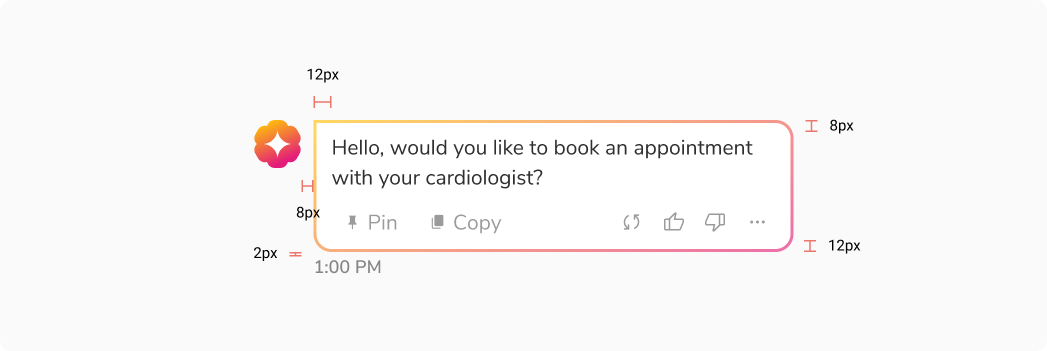 12px
8px
Hello, would you like to book an appointment
with your cardiologist?
8px
Pin Copy
12px
2px
1:00 PM